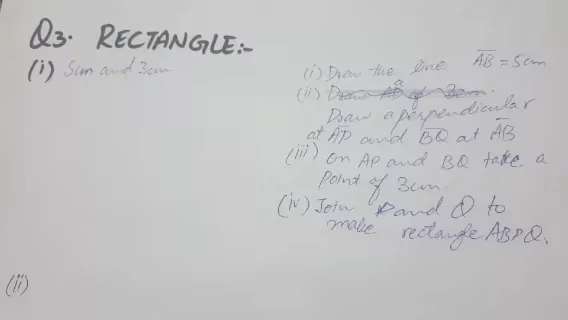 Q3. RECTANGLE:-
(i) 5cm and 3cm
(i) Draw the line AB = 5cm
(ii) Draw AB of 3cm.
Draw a perpendicular
at AP and BQ at AB
(iii) on AP and BQ take a
point of 3cm.
(iv) Join P and Q to
make rectangle ABPQ.
(ii)